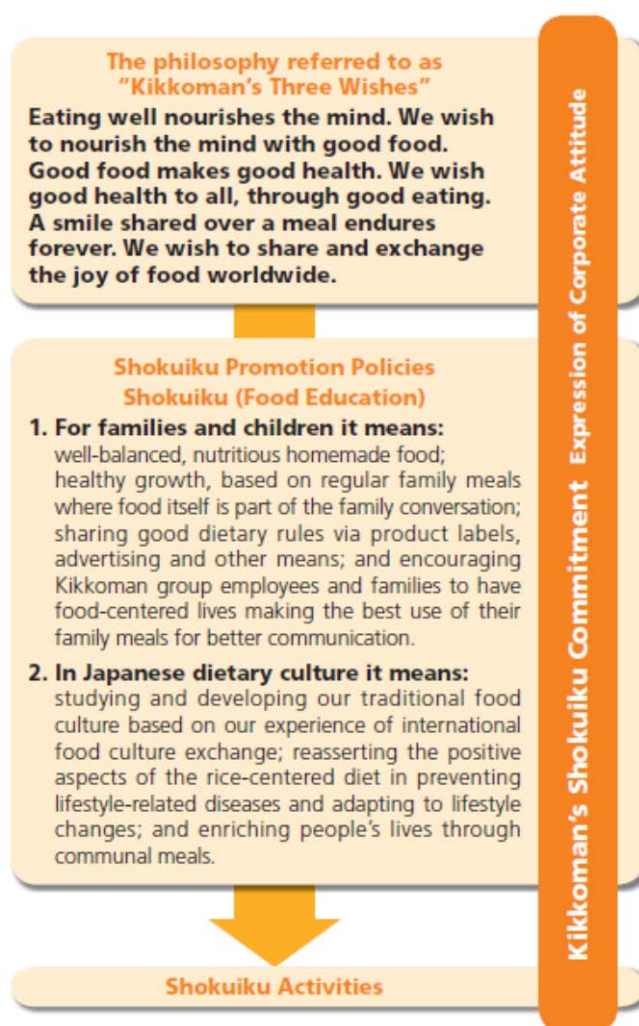 The philosophy referred to as
"Kikkoman's Three Wishes"
Eating well nourishes the mind. We wish
to nourish the mind with good food.
Good food makes good health. We wish
good health to all, through good eating.
A smile shared over a meal endures
forever. We wish to share and exchange
the joy of food worldwide.
Shokuiku Promotion Policies
Shokuiku (Food Education)
1. For families and children it means:
well-balanced, nutritious homemade food;
healthy growth, based on regular family meals
where food itself is part of the family conversation;
sharing good dietary rules via product labels,
advertising and other means; and encouraging
Kikkoman group employees and families to have
food-centered lives making the best use of their
family meals for better communication.
2. In Japanese dietary culture it means:
studying and developing our traditional food
culture based on our experience of international
food culture exchange; reasserting the positive
aspects of the rice-centered diet in preventing
lifestyle-related diseases and adapting to lifestyle
changes; and enriching people's lives through
communal meals.
Shokuiku Activities
Kikkoman's Shokuiku Commitment Expression of Corporate Attitude